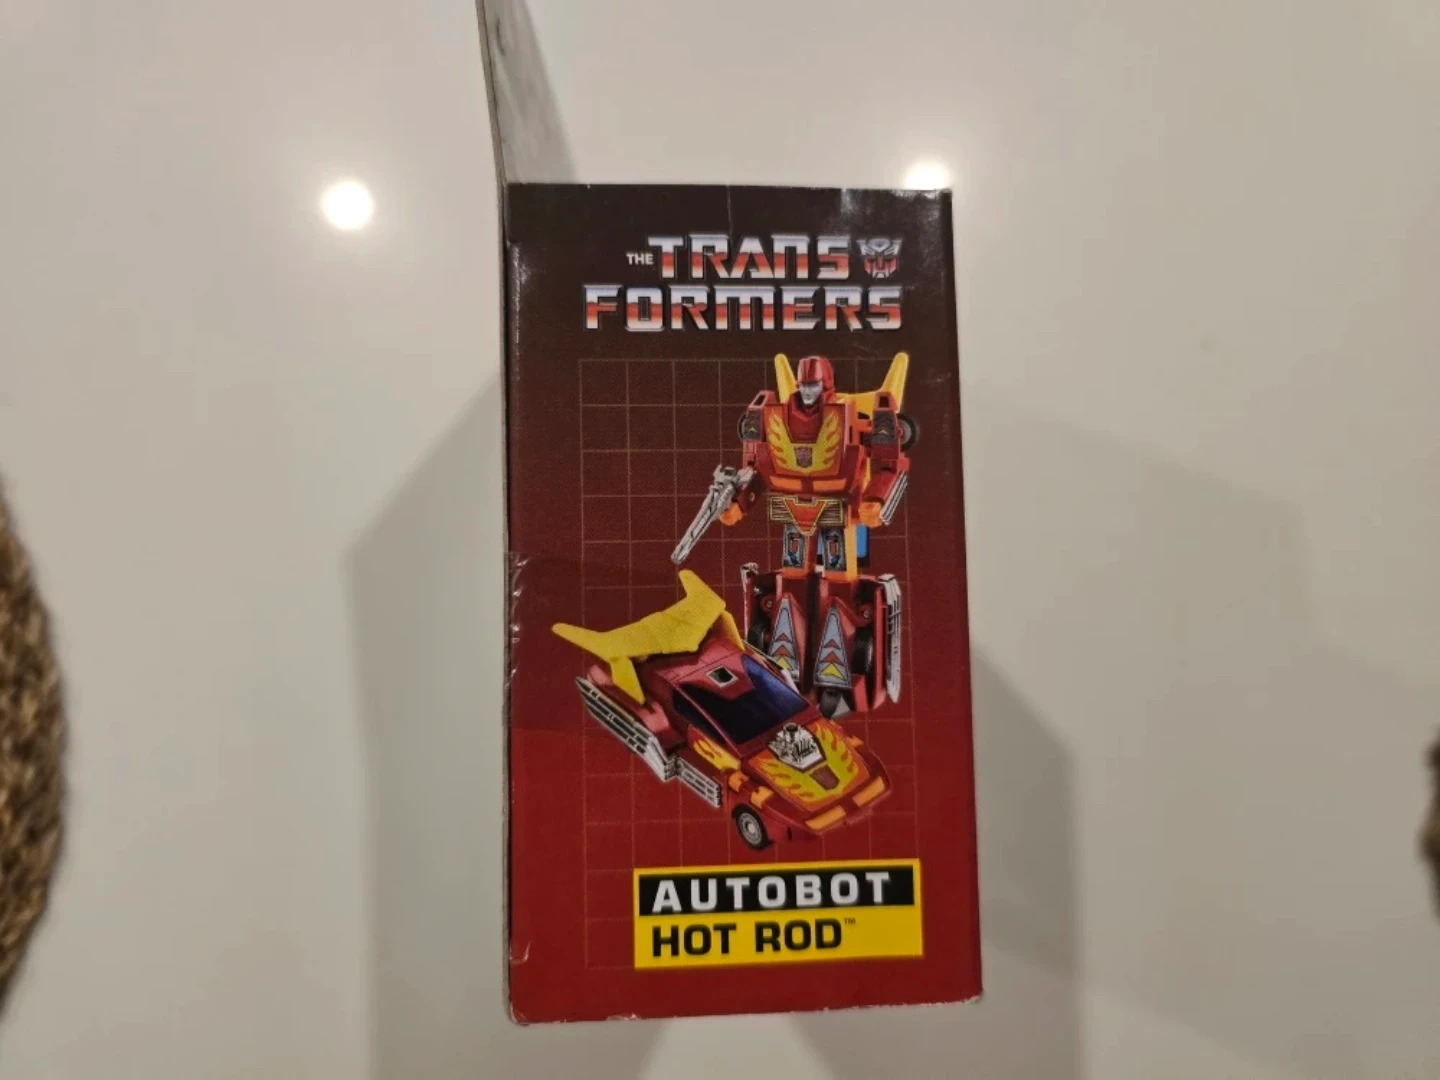 THE TRANS
FORMERS
AUTOBOT
HOT ROD™